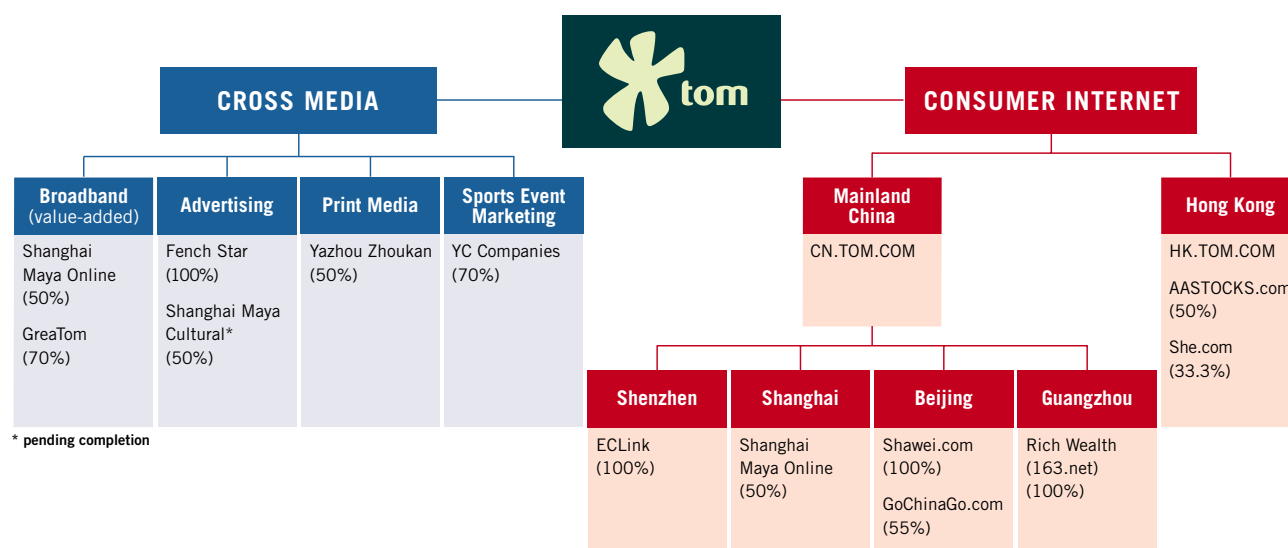 tom
CROSS MEDIA
CONSUMER INTERNET
Broadband
(value-added)
Shanghai
Maya Online
(50%)
GreaTom
(70%)
Advertising
Fench Star
(100%)
Shanghai Maya
Cultural*
(50%)
Print Media
Yazhou Zhoukan
(50%)
Sports Event
Marketing
YC Companies
(70%)
* pending completion
Mainland
China
CN.TOM.COM
Hong Kong
HK.TOM.COM
AASTOCKS.com
(50%)
She.com
(33.3%)
Shenzhen
ECLink
(100%)
Shanghai
Shanghai
Maya Online
(50%)
Beijing
Shawei.com
(100%)
GoChinaGo.com
(55%)
Guangzhou
Rich Wealth
(163.net)
(100%)